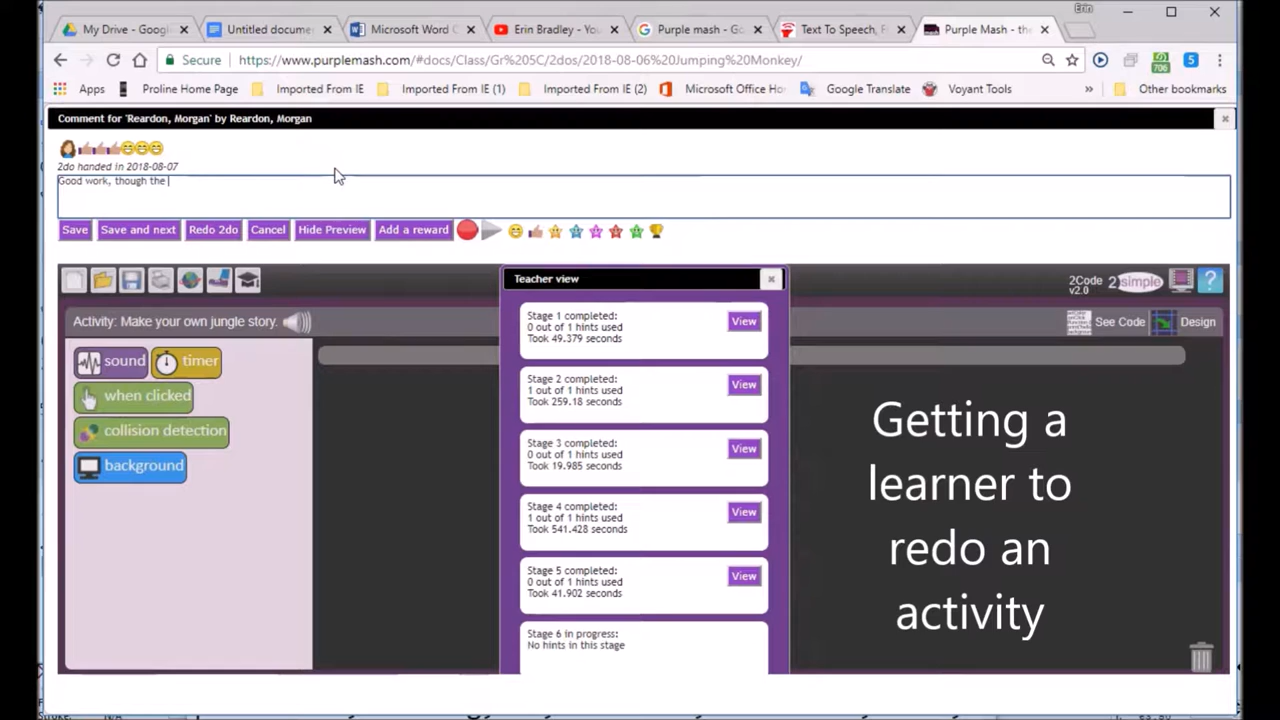 Erin
My Drive - Googl
Untitled docume
Microsoft Word
Erin Bradley - Yo
Purple mash - Go
Text To Speech, F
Purple Mash - the
Secure
https://www.purplemash.com/#docs/Class/Gr%205C/2dos/2018-08-06%20Jumping%20Monkey/
706
5
Apps
Proline Home Page
Imported From IE
Imported From IE (1)
Imported From IE (2)
Microsoft Office Ho
Google Translate
Voyant Tools
»
Other bookmarks
Comment for 'Reardon, Morgan' by Reardon, Morgan
2do handed in 2018-08-07
Good work, though the
Save
Save and next
Redo 2do
Cancel
Hide Preview
Add a reward
Teacher view
2Code
v2.0
2simple
?
Activity: Make your own jungle story.
See Code
Design
sound
timer
when clicked
collision detection
background
Stage 1 completed:
0 out of 1 hints used
Took 49.379 seconds
View
Stage 2 completed:
1 out of 1 hints used
Took 259.18 seconds
View
Stage 3 completed:
0 out of 1 hints used
Took 19.985 seconds
View
Stage 4 completed:
1 out of 1 hints used
Took 541.428 seconds
View
Stage 5 completed:
0 out of 1 hints used
Took 41.902 seconds
View
Stage 6 in progress:
No hints in this stage
Getting a
learner to
redo an
activity